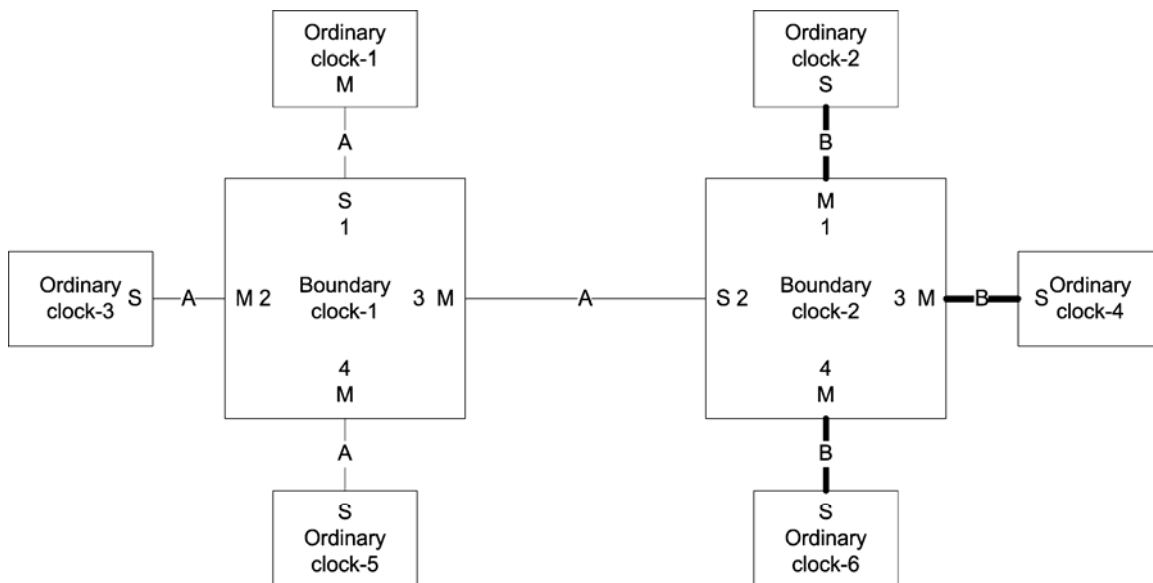 Ordinary
clock-1
M
Ordinary
clock-2
S
A
B
S
1
M
1
Ordinary
clock-3
S
A
M 2
Boundary
clock-1
3 M
A
S 2
Boundary
clock-2
3 M
B
S
Ordinary
clock-4
4
M
4
M
A
B
S
Ordinary
clock-5
S
Ordinary
clock-6